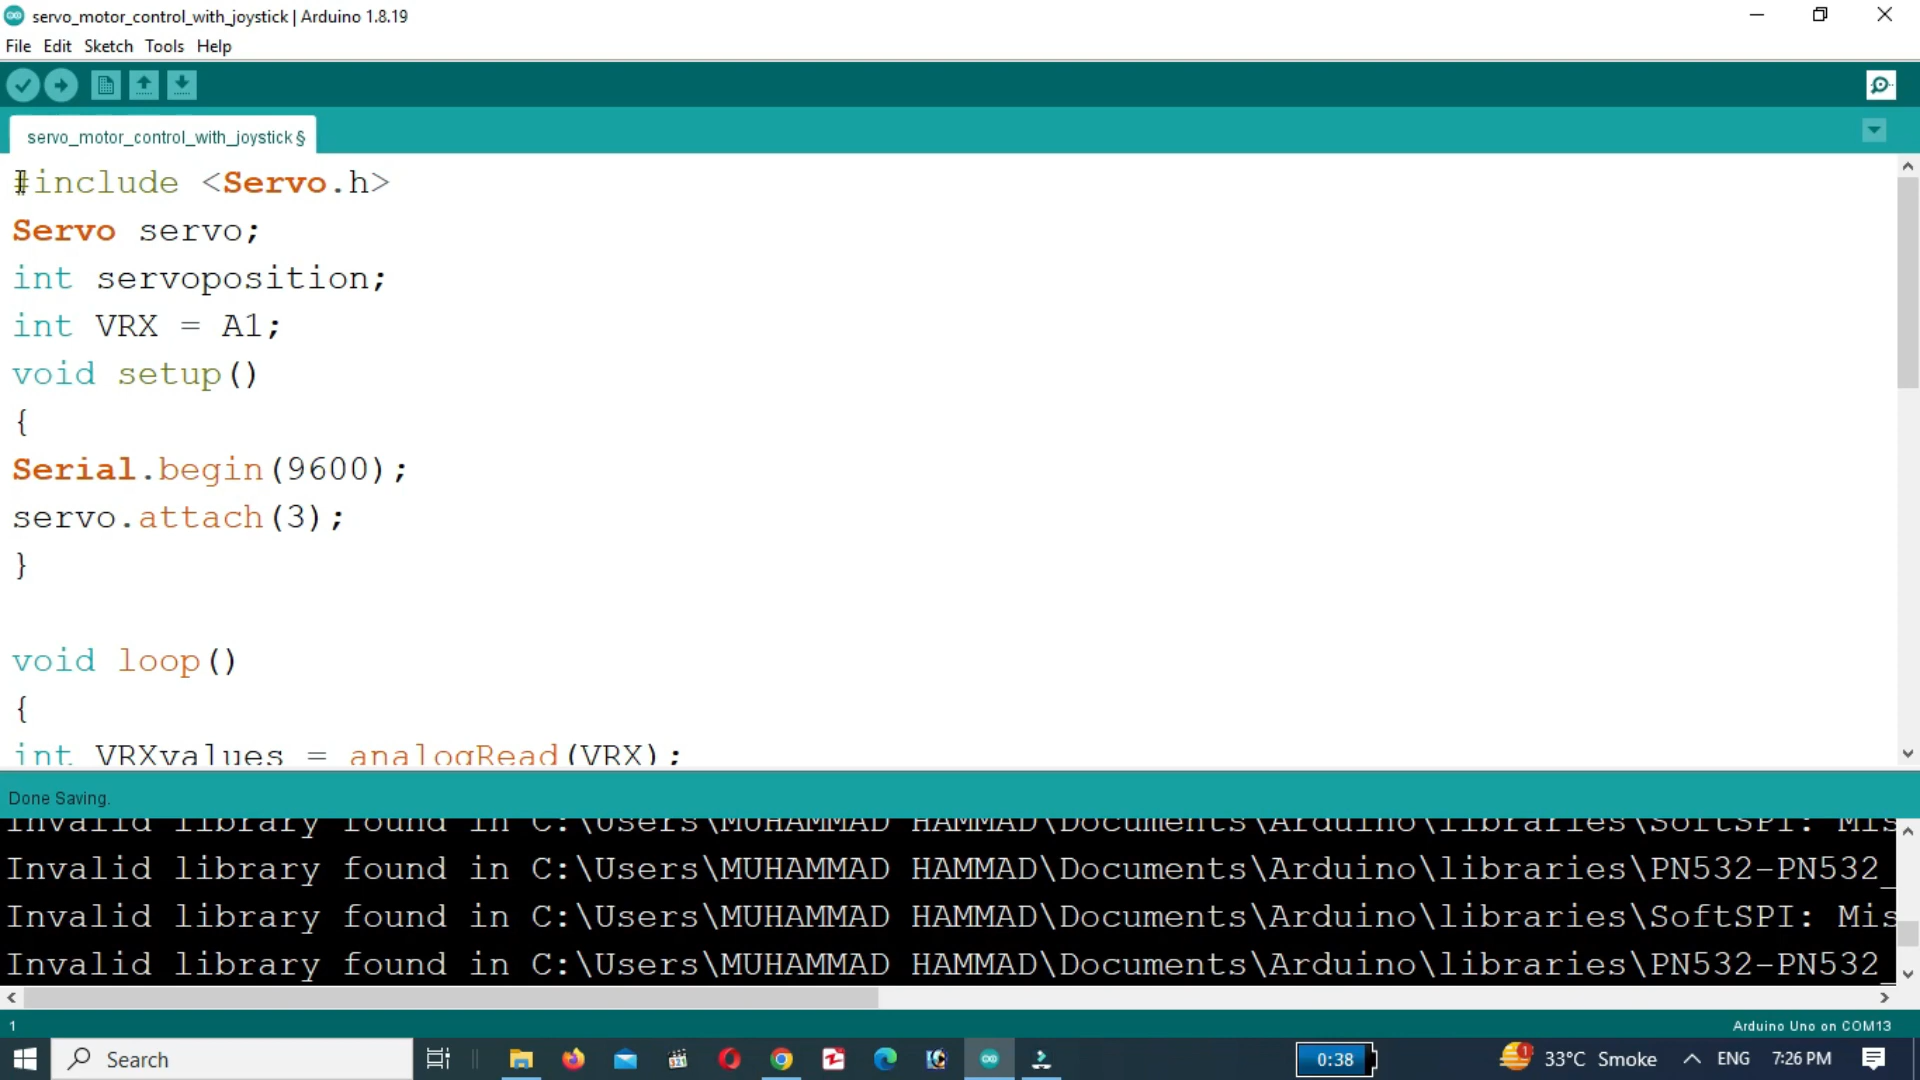 servo_motor_control_with_joystick | Arduino 1.8.19
File Edit Sketch Tools Help
servo_motor_control_with_joystick §
#include <Servo.h>
Servo servo;
int servoposition;
int VRX = A1;
void setup()
{
Serial.begin(9600);
servo.attach(3);
}
void loop()
{
int VRXvalues = analogRead(VRX);
Done Saving.
Invalid library found in C:\Users\MUHAMMAD HAMMAD\Documents\Arduino\libraries\SoftSPI: Mis
Invalid library found in C:\Users\MUHAMMAD HAMMAD\Documents\Arduino\libraries\PN532-PN532_
Invalid library found in C:\Users\MUHAMMAD HAMMAD\Documents\Arduino\libraries\SoftSPI: Mis
Invalid library found in C:\Users\MUHAMMAD HAMMAD\Documents\Arduino\libraries\PN532-PN532_
1
Arduino Uno on COM13
Search
0:38
1
33°C Smoke
ENG
7:26 PM